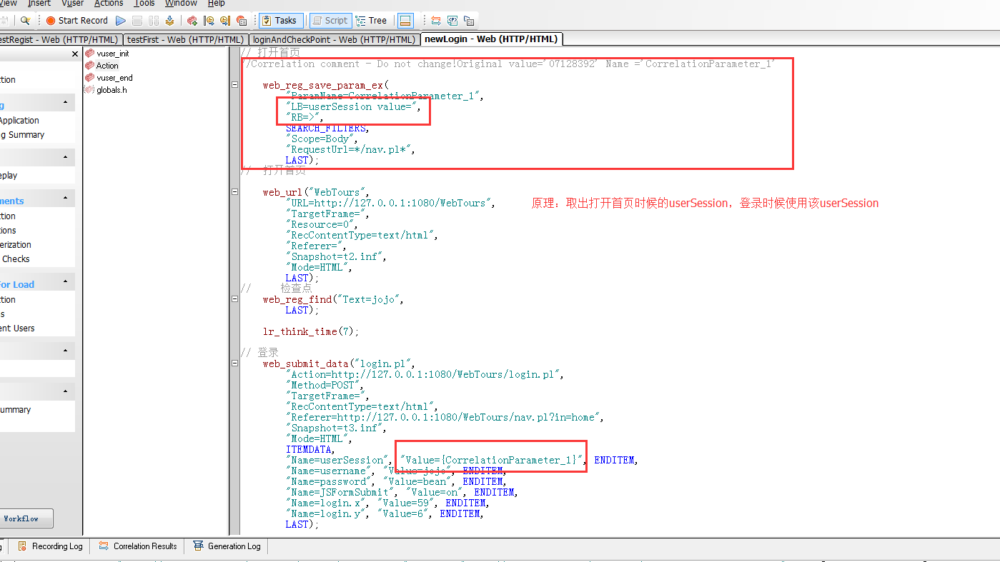 View Insert Vuser Actions Tools Window Help
Start Record Tasks Script Tree
estRegist - Web (HTTP/HTML) testFirst - Web (HTTP/HTML) loginAndCheckPoint - Web (HTTP/HTML) newLogin - Web (HTTP/HTML)
tion
g
Application
g Summary
eplay
ments
tion
ions
erization
Checks
For Load
tion
s
ent Users
ummary
Workflow
vuser_init
Action
vuser_end
globals.h
// 打开首页
//Correlation comment - Do not change!Original value='07128392' Name ='CorrelationParameter_1'
web_reg_save_param_ex(
"ParamName=CorrelationParameter_1",
"LB=userSession value=",
"RB=>",
SEARCH_FILTERS,
"Scope=Body",
"RequestUrl=*/nav.pl*",
LAST);
// 打开首页
web_url("WebTours",
"URL=http://127.0.0.1:1080/WebTours",
原理：取出打开首页时候的userSession，登录时候使用该userSession
"TargetFrame=",
"Resource=0",
"RecContentType=text/html",
"Referer=",
"Snapshot=t2.inf",
"Mode=HTML",
LAST);
// 检查点
web_reg_find("Text=jojo",
LAST);
lr_think_time(7);
// 登录
web_submit_data("login.pl",
"Action=http://127.0.0.1:1080/WebTours/login.pl",
"Method=POST",
"TargetFrame=",
"RecContentType=text/html",
"Referer=http://127.0.0.1:1080/WebTours/nav.pl?in=home",
"Snapshot=t3.inf",
"Mode=HTML",
ITEMDATA,
"Name=userSession", "Value={CorrelationParameter_1}", ENDITEM,
"Name=username", "Value=jojo", ENDITEM,
"Name=password", "Value=bean", ENDITEM,
"Name=JSFormSubmit", "Value=on", ENDITEM,
"Name=login.x", "Value=59", ENDITEM,
"Name=login.y", "Value=6", ENDITEM,
LAST);
g Recording Log Correlation Results Generation Log